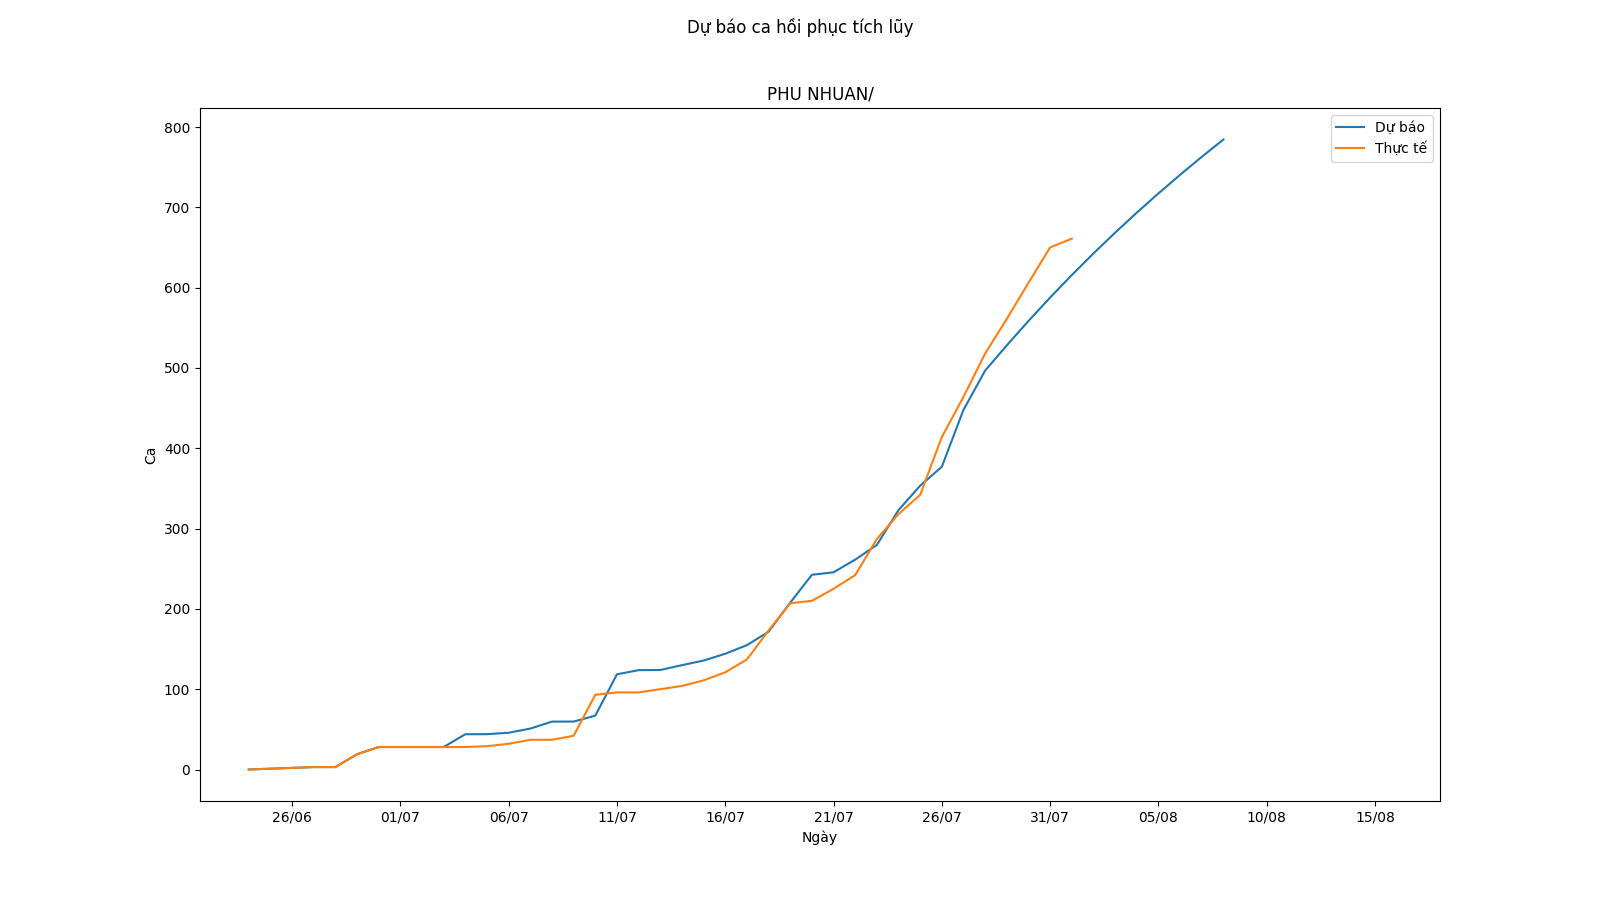 Dự báo ca hồi phục tích lũy
PHU NHUAN/
Dự báo
Thực tế
800
700
600
500
400
300
200
100
0
Ca
26/06 01/07 06/07 11/07 16/07 21/07 26/07 31/07 05/08 10/08 15/08
Ngày